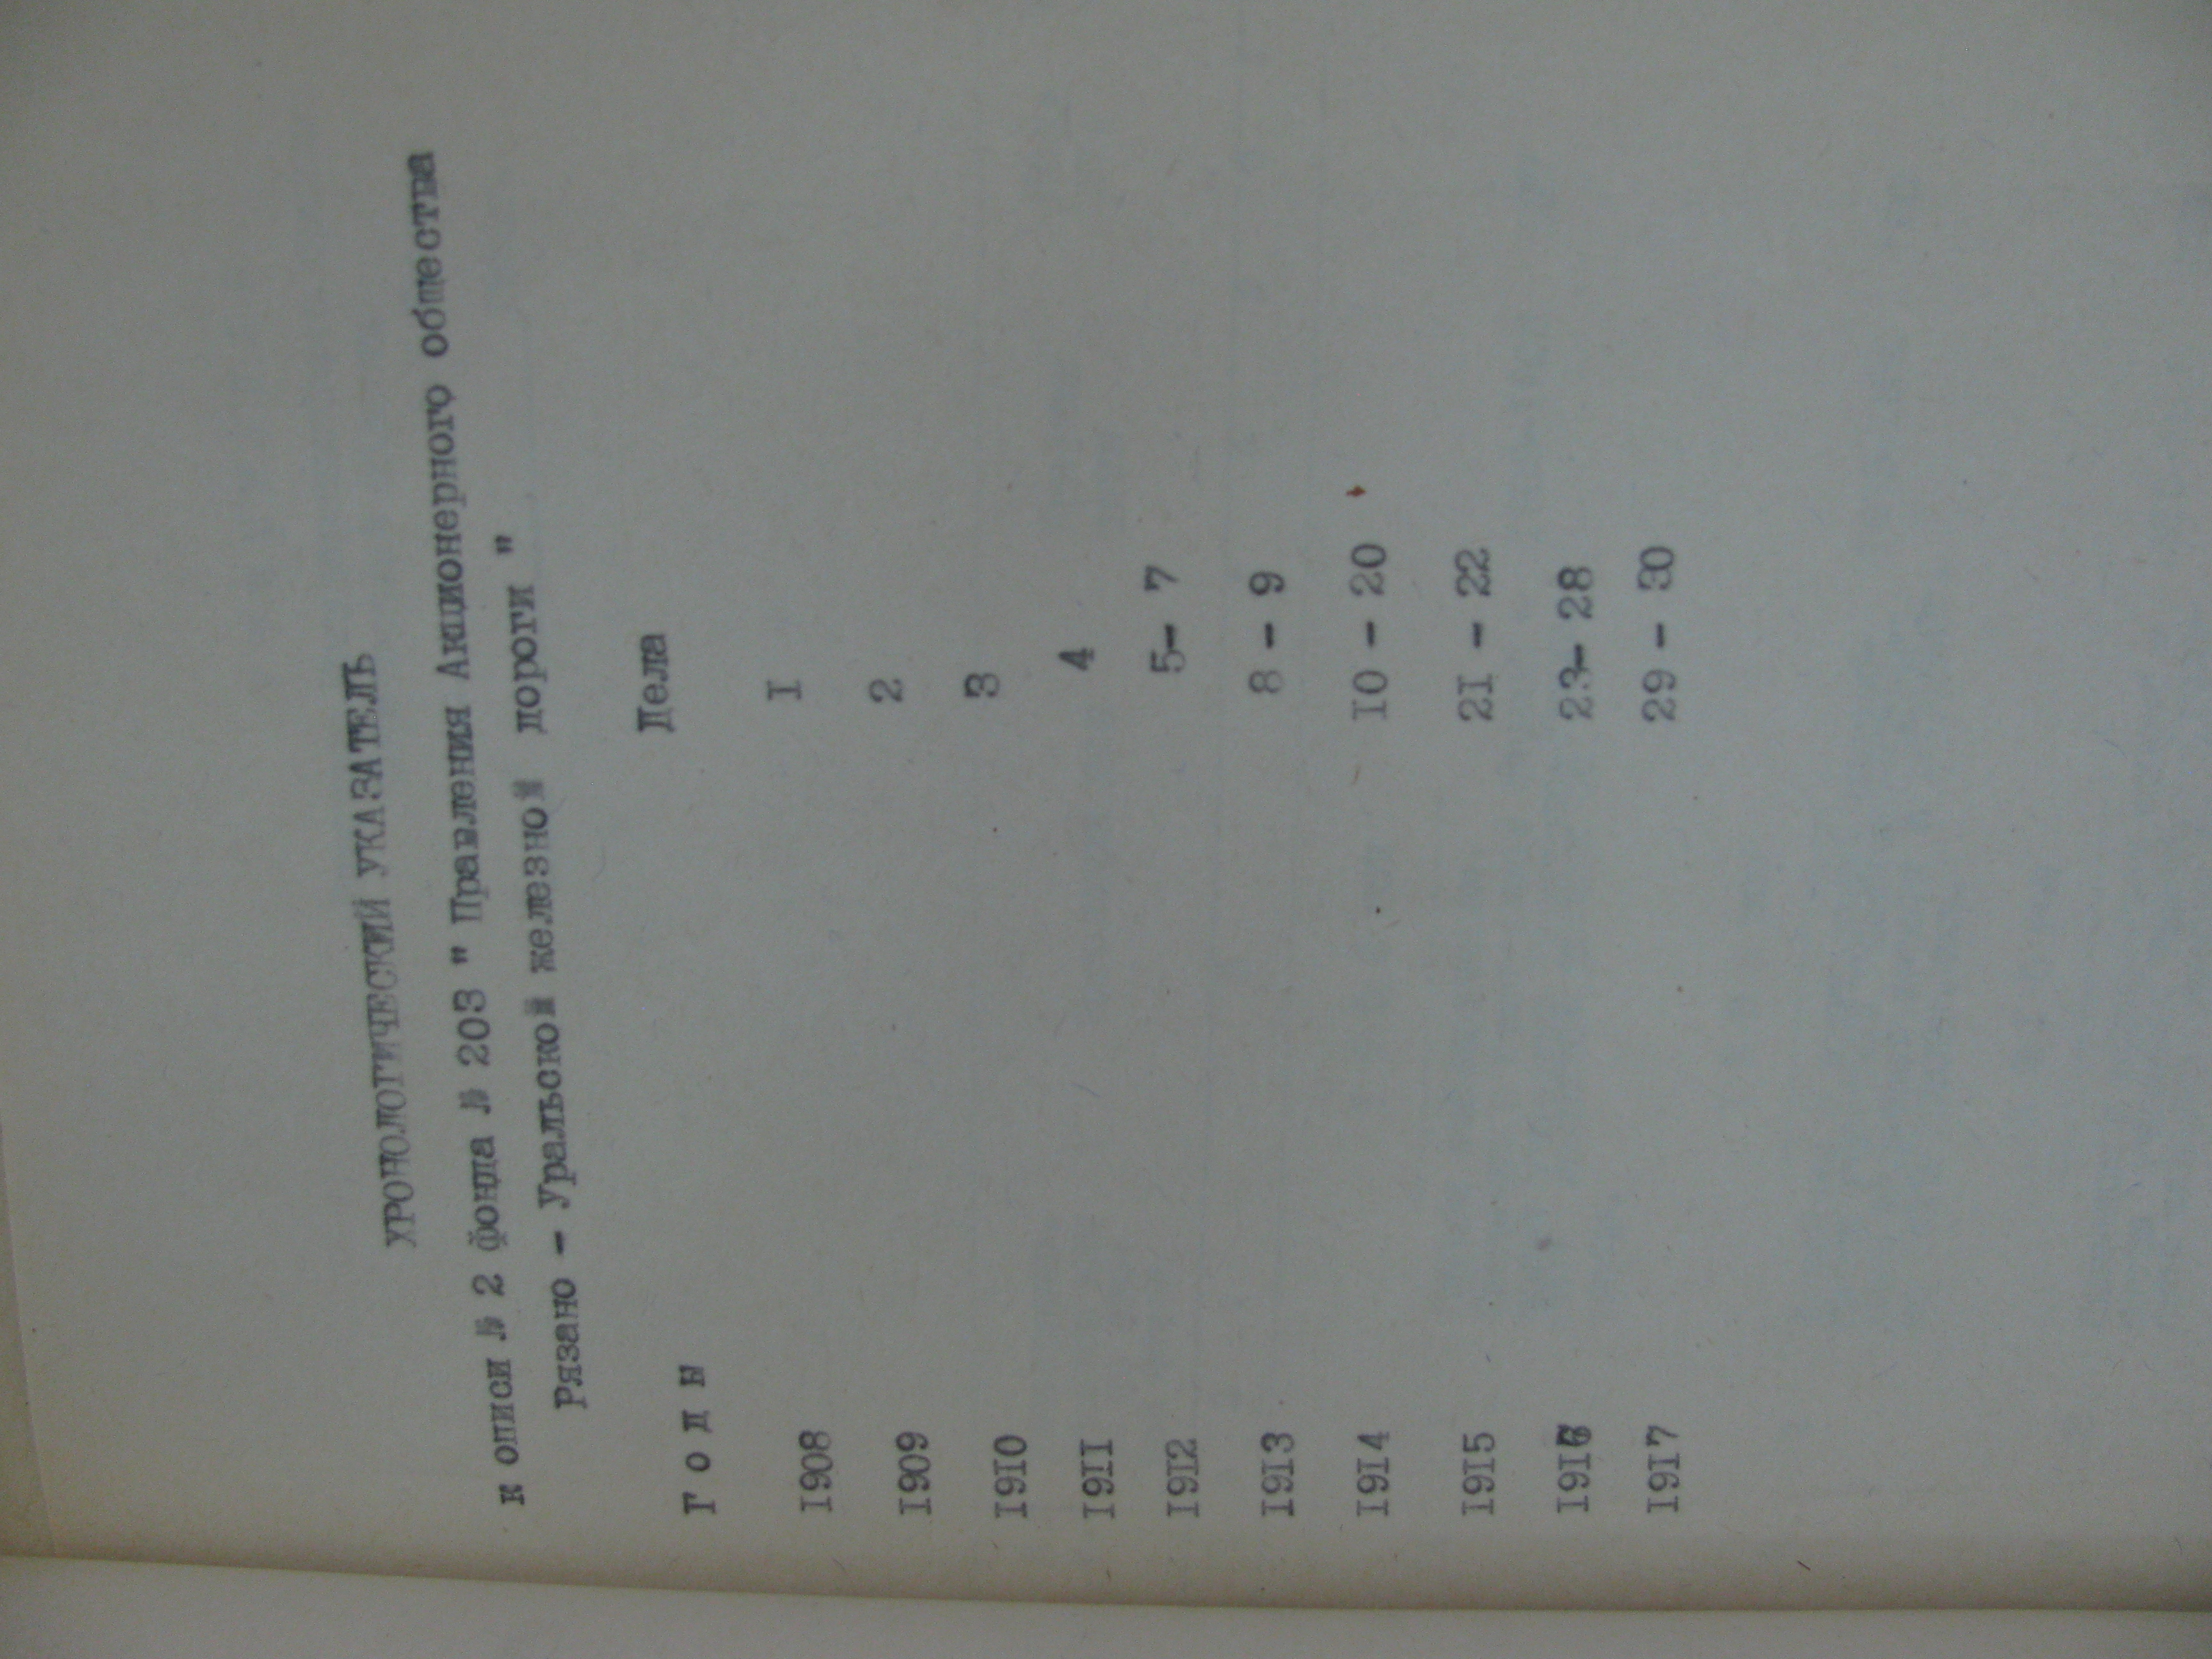 ХРОНОЛОГИЧЕСКИЙ УКАЗАТЕЛЬ
к описи № 2 фонда № 203 " Правления Акционерного общества
Рязано - Уральской железной дороги "
Г о д ы Дела
1908 1
1909 2
1910 3
1911 4
1912 5- 7
1913 8 - 9
1914 10 - 20
1915 21 - 22
1916 23- 28
1917 29 - 30